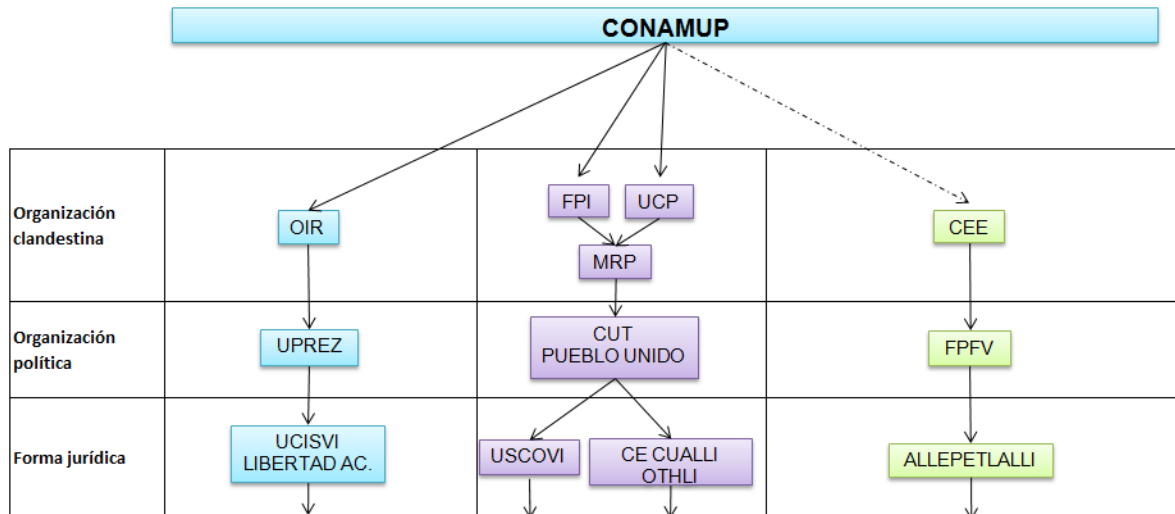 CONAMUP
Organización
clandestina
OIR
FPI
UCP
MRP
CEE
Organización
política
UPREZ
CUT
PUEBLO UNIDO
FPFV
Forma jurídica
UCISVI
LIBERTAD AC.
USCOVI
CE CUALLI
OTHLI
ALLEPETLALLI